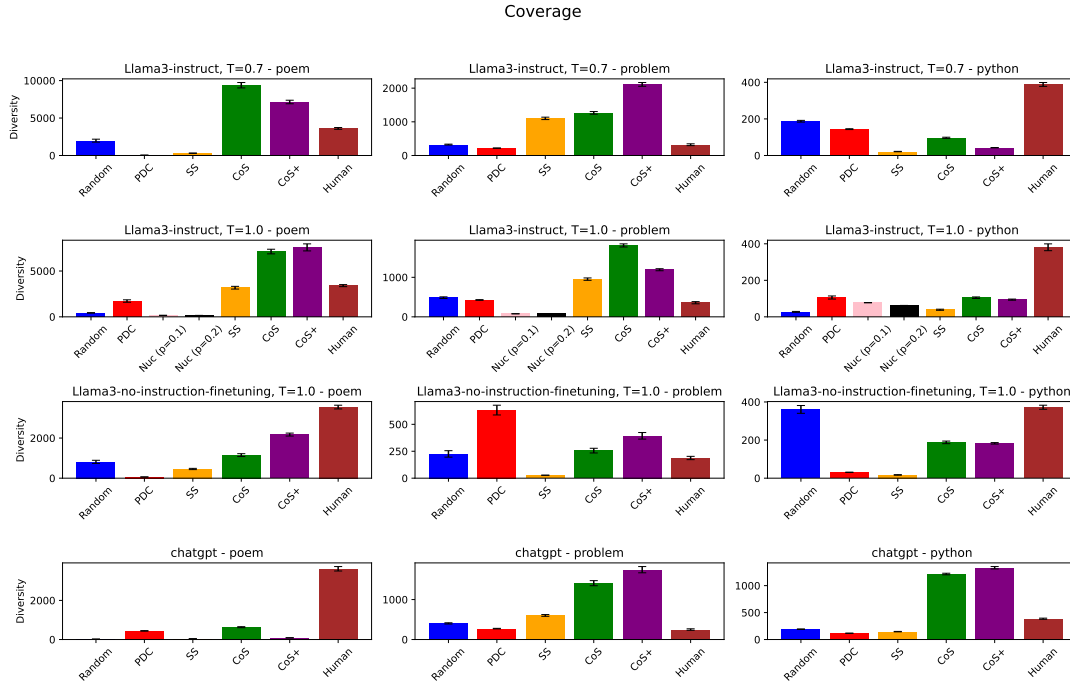 Coverage
Llama3-instruct, T=0.7 - poem
Diversity
10000
5000
0
Random PDC SS CoS CoS+ Human
Llama3-instruct, T=0.7 - problem
2000
1000
0
Random PDC SS CoS CoS+ Human
Llama3-instruct, T=0.7 - python
400
200
0
Random PDC SS CoS CoS+ Human
Llama3-instruct, T=1.0 - poem
Diversity
5000
0
Random PDC Nuc (p=0.1) Nuc (p=0.2) SS CoS CoS+ Human
Llama3-instruct, T=1.0 - problem
1000
0
Random PDC Nuc (p=0.1) Nuc (p=0.2) SS CoS CoS+ Human
Llama3-instruct, T=1.0 - python
400
200
0
Random PDC Nuc (p=0.1) Nuc (p=0.2) SS CoS CoS+ Human
Llama3-no-instruction-finetuning, T=1.0 - poem
Diversity
2000
0
Random PDC SS CoS CoS+ Human
Llama3-no-instruction-finetuning, T=1.0 - problem
500
250
0
Random PDC SS CoS CoS+ Human
Llama3-no-instruction-finetuning, T=1.0 - python
400
200
0
Random PDC SS CoS CoS+ Human
chatgpt - poem
Diversity
2000
0
Random PDC SS CoS CoS+ Human
chatgpt - problem
1000
0
Random PDC SS CoS CoS+ Human
chatgpt - python
1000
500
0
Random PDC SS CoS CoS+ Human